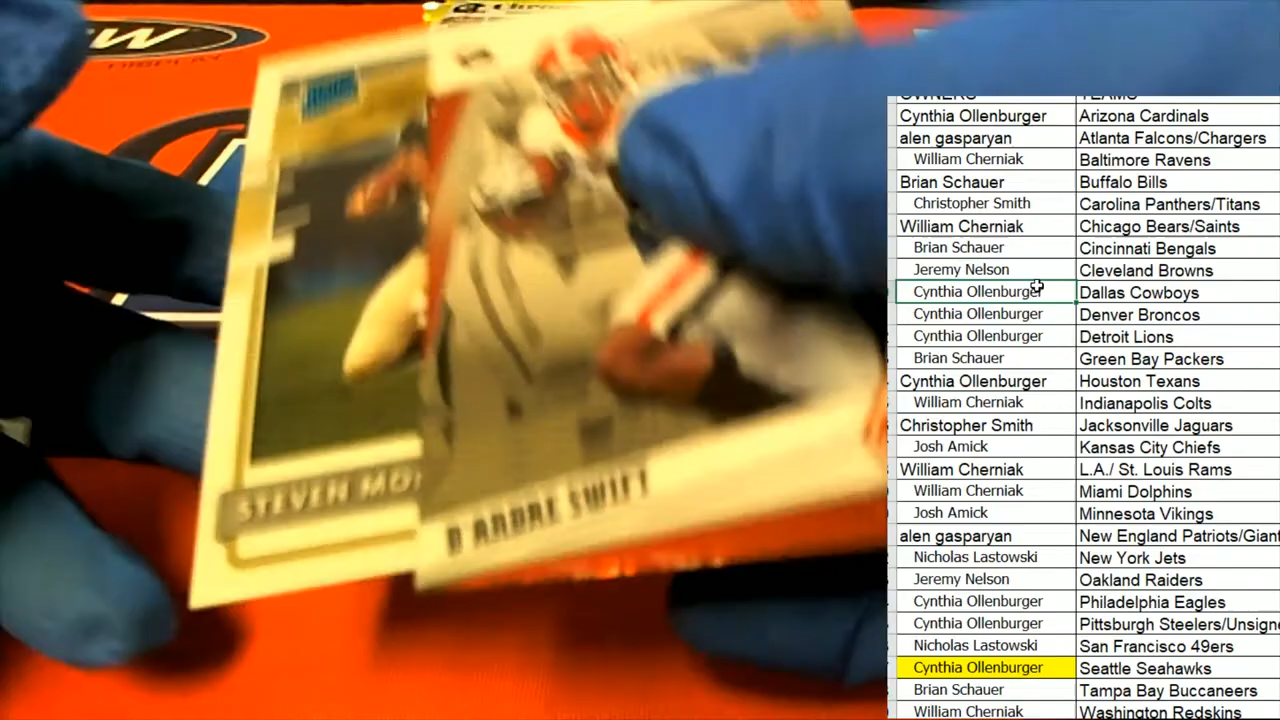 DISPLAY
STEVEN MO
D'ANDRE SWIFT
OWNERS TEAMS
Cynthia Ollenburger Arizona Cardinals
alen gasparyan Atlanta Falcons/Chargers
William Cherniak Baltimore Ravens
Brian Schauer Buffalo Bills
Christopher Smith Carolina Panthers/Titans
William Cherniak Chicago Bears/Saints
Brian Schauer Cincinnati Bengals
Jeremy Nelson Cleveland Browns
Cynthia Ollenburger Dallas Cowboys
Cynthia Ollenburger Denver Broncos
Cynthia Ollenburger Detroit Lions
Brian Schauer Green Bay Packers
Cynthia Ollenburger Houston Texans
William Cherniak Indianapolis Colts
Christopher Smith Jacksonville Jaguars
Josh Amick Kansas City Chiefs
William Cherniak L.A./ St. Louis Rams
William Cherniak Miami Dolphins
Josh Amick Minnesota Vikings
alen gasparyan New England Patriots/Giant
Nicholas Lastowski New York Jets
Jeremy Nelson Oakland Raiders
Cynthia Ollenburger Philadelphia Eagles
Cynthia Ollenburger Pittsburgh Steelers/Unsigne
Nicholas Lastowski San Francisco 49ers
Cynthia Ollenburger Seattle Seahawks
Brian Schauer Tampa Bay Buccaneers
William Cherniak Washington Redskins